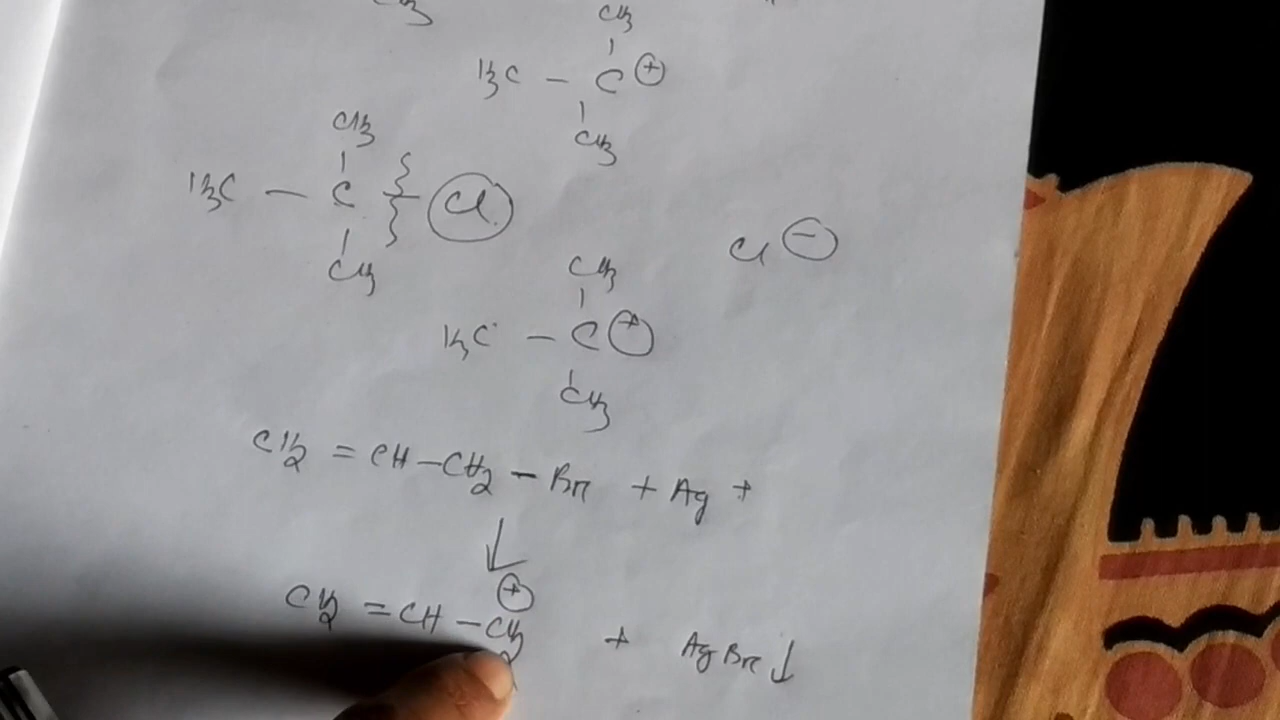 CH3
CH3
|
H3C — C ⊕
|
CH3
CH3
|
H3C — C — Cl
|
CH3
Cl ⊖
CH3
|
H3C — C ⊕
|
CH3
CH2 = CH — CH2 — Br + Ag +
↓
⊕
CH2 = CH — CH2 + AgBr ↓